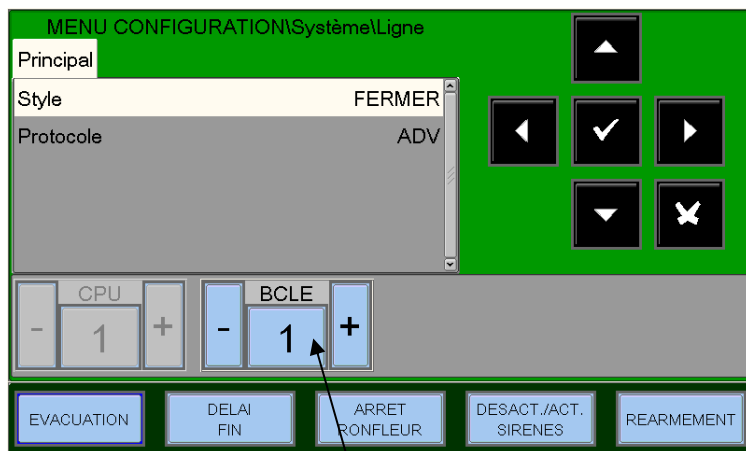 MENU CONFIGURATION\Système\Ligne
Principal
Style FERMER
Protocole ADV
CPU
- 1 +
BCLE
- 1 +
EVACUATION
DELAI
FIN
ARRET
RONFLEUR
DESACT./ACT.
SIRENES
REARMEMENT